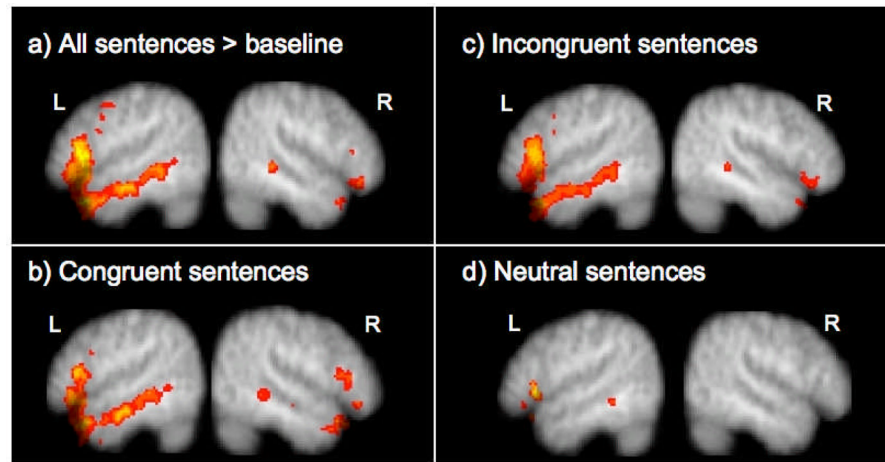 a) All sentences > baseline
L
R
c) Incongruent sentences
L
R
b) Congruent sentences
L
R
d) Neutral sentences
L
R